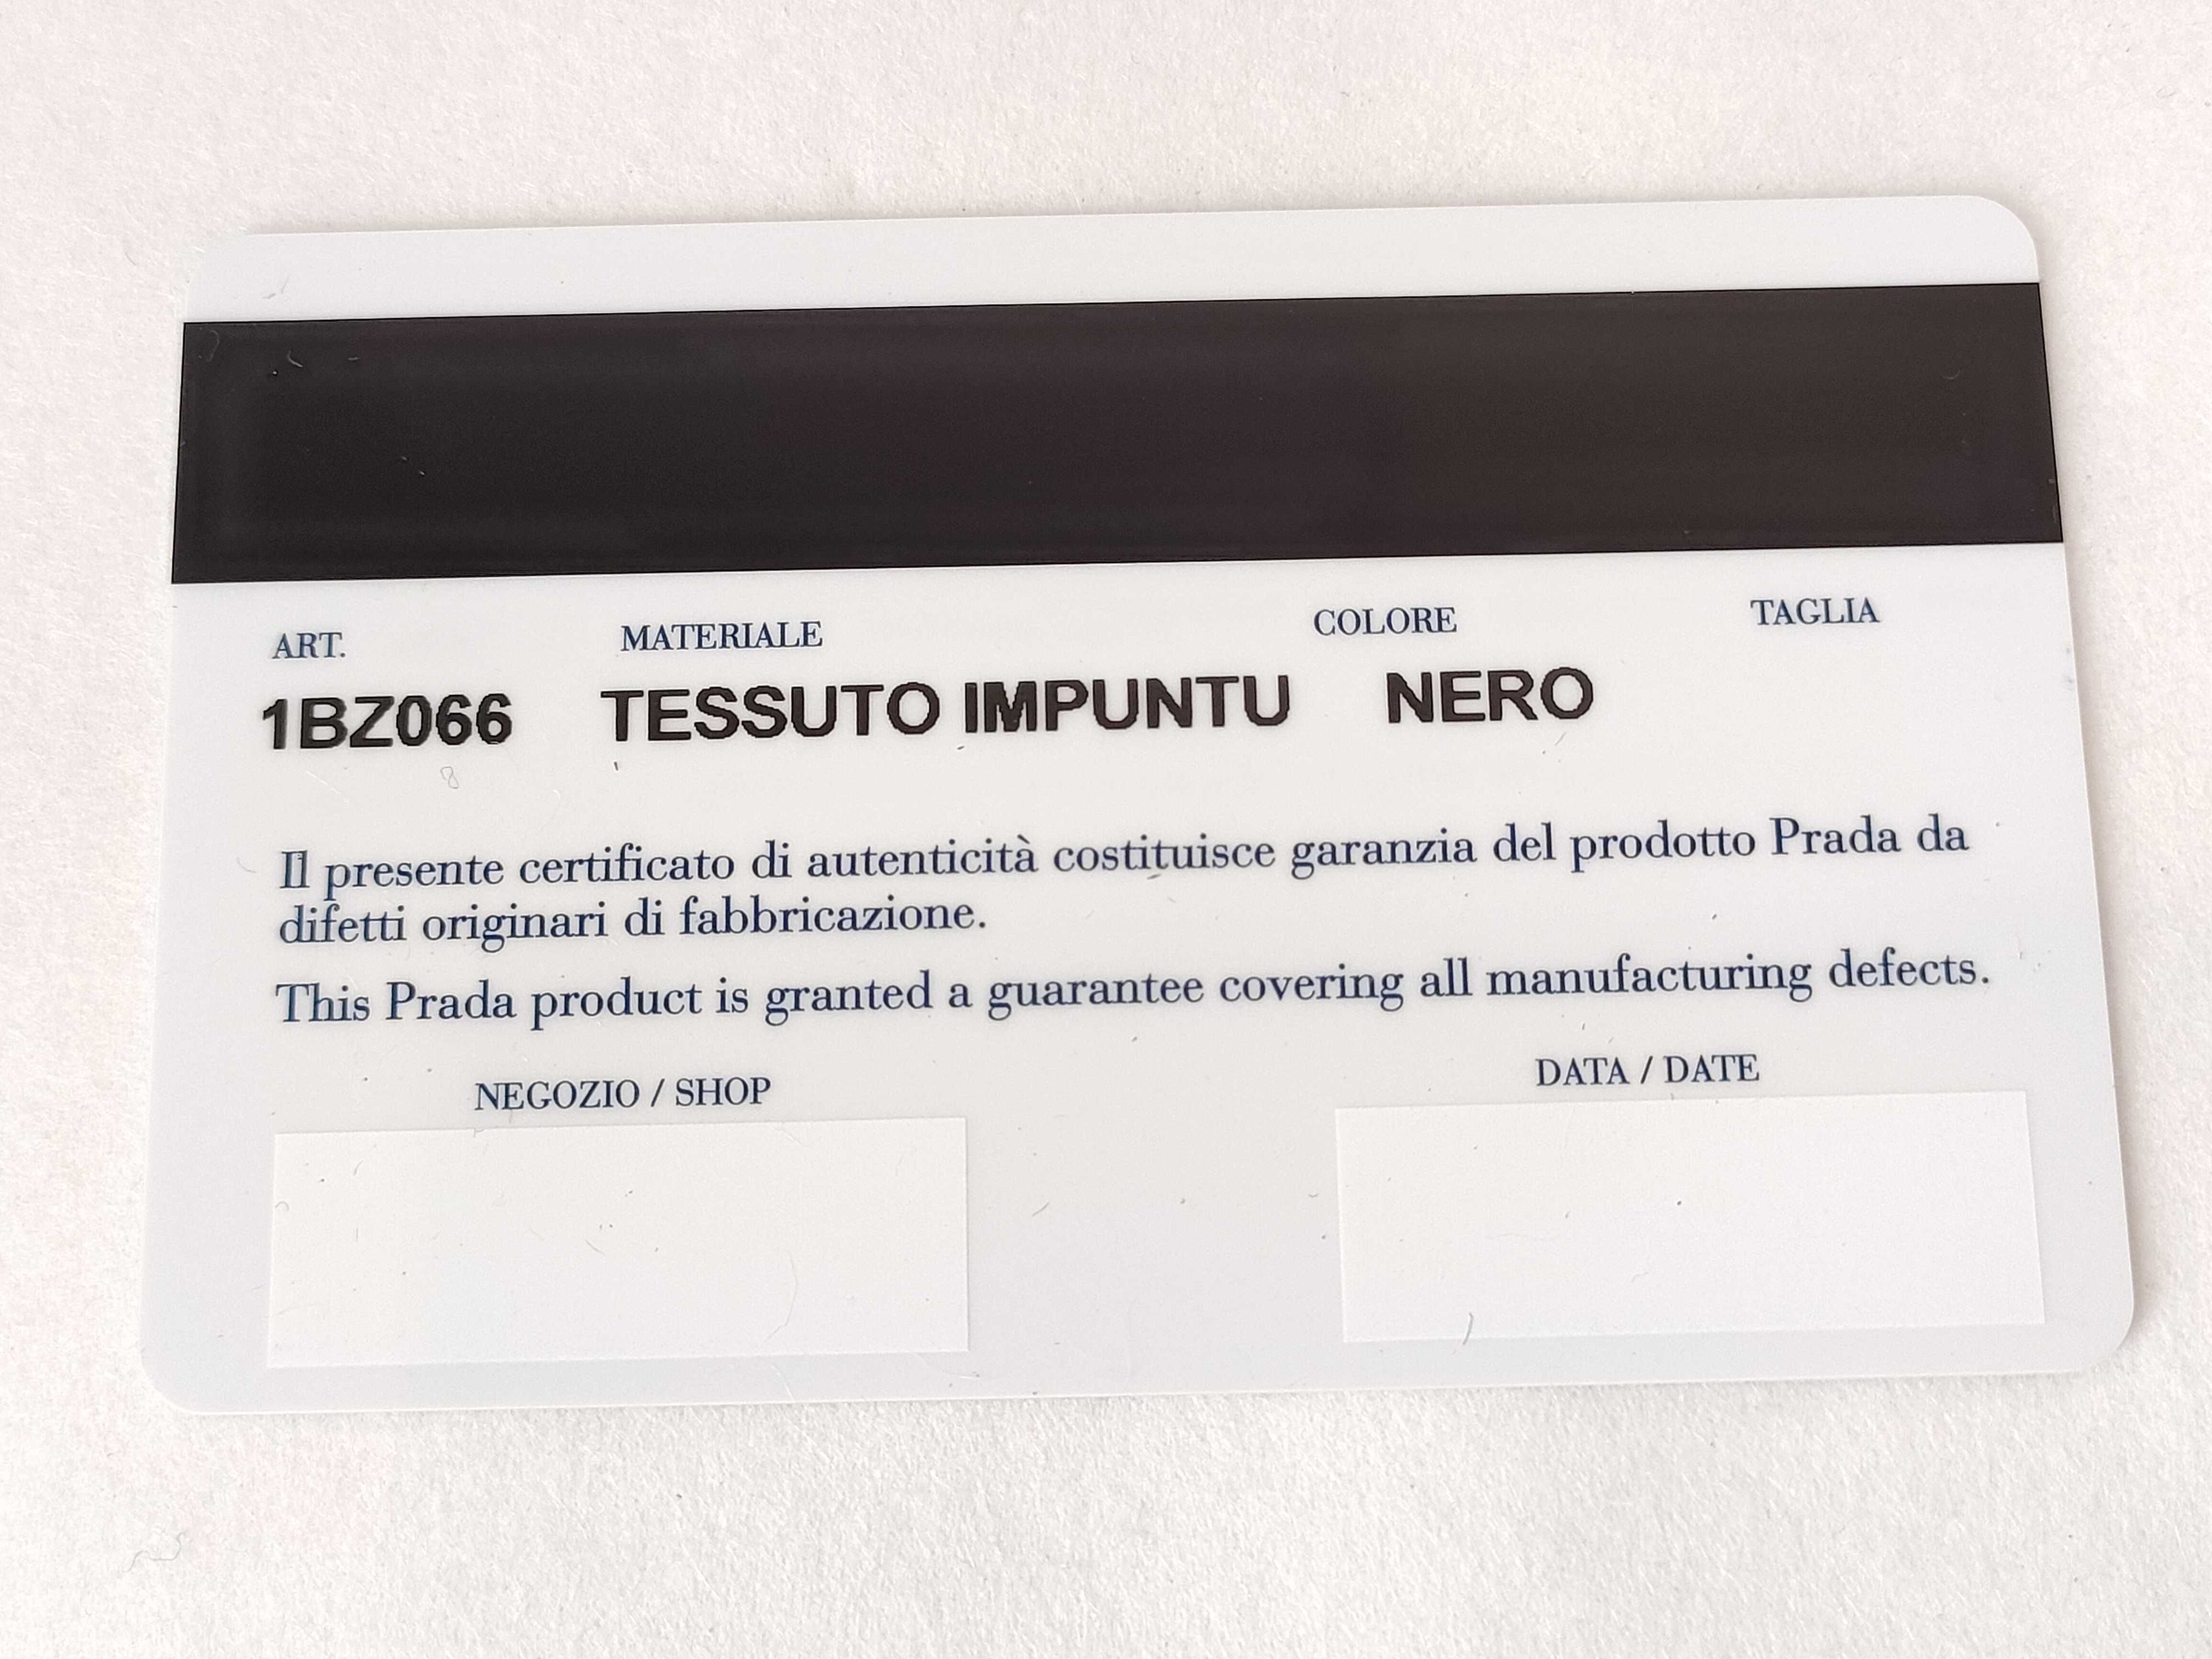 ART. MATERIALE COLORE TAGLIA
1BZ066 TESSUTO IMPUNTU NERO
Il presente certificato di autenticità costituisce garanzia del prodotto Prada da
difetti originari di fabbricazione.
This Prada product is granted a guarantee covering all manufacturing defects.
NEGOZIO / SHOP DATA / DATE